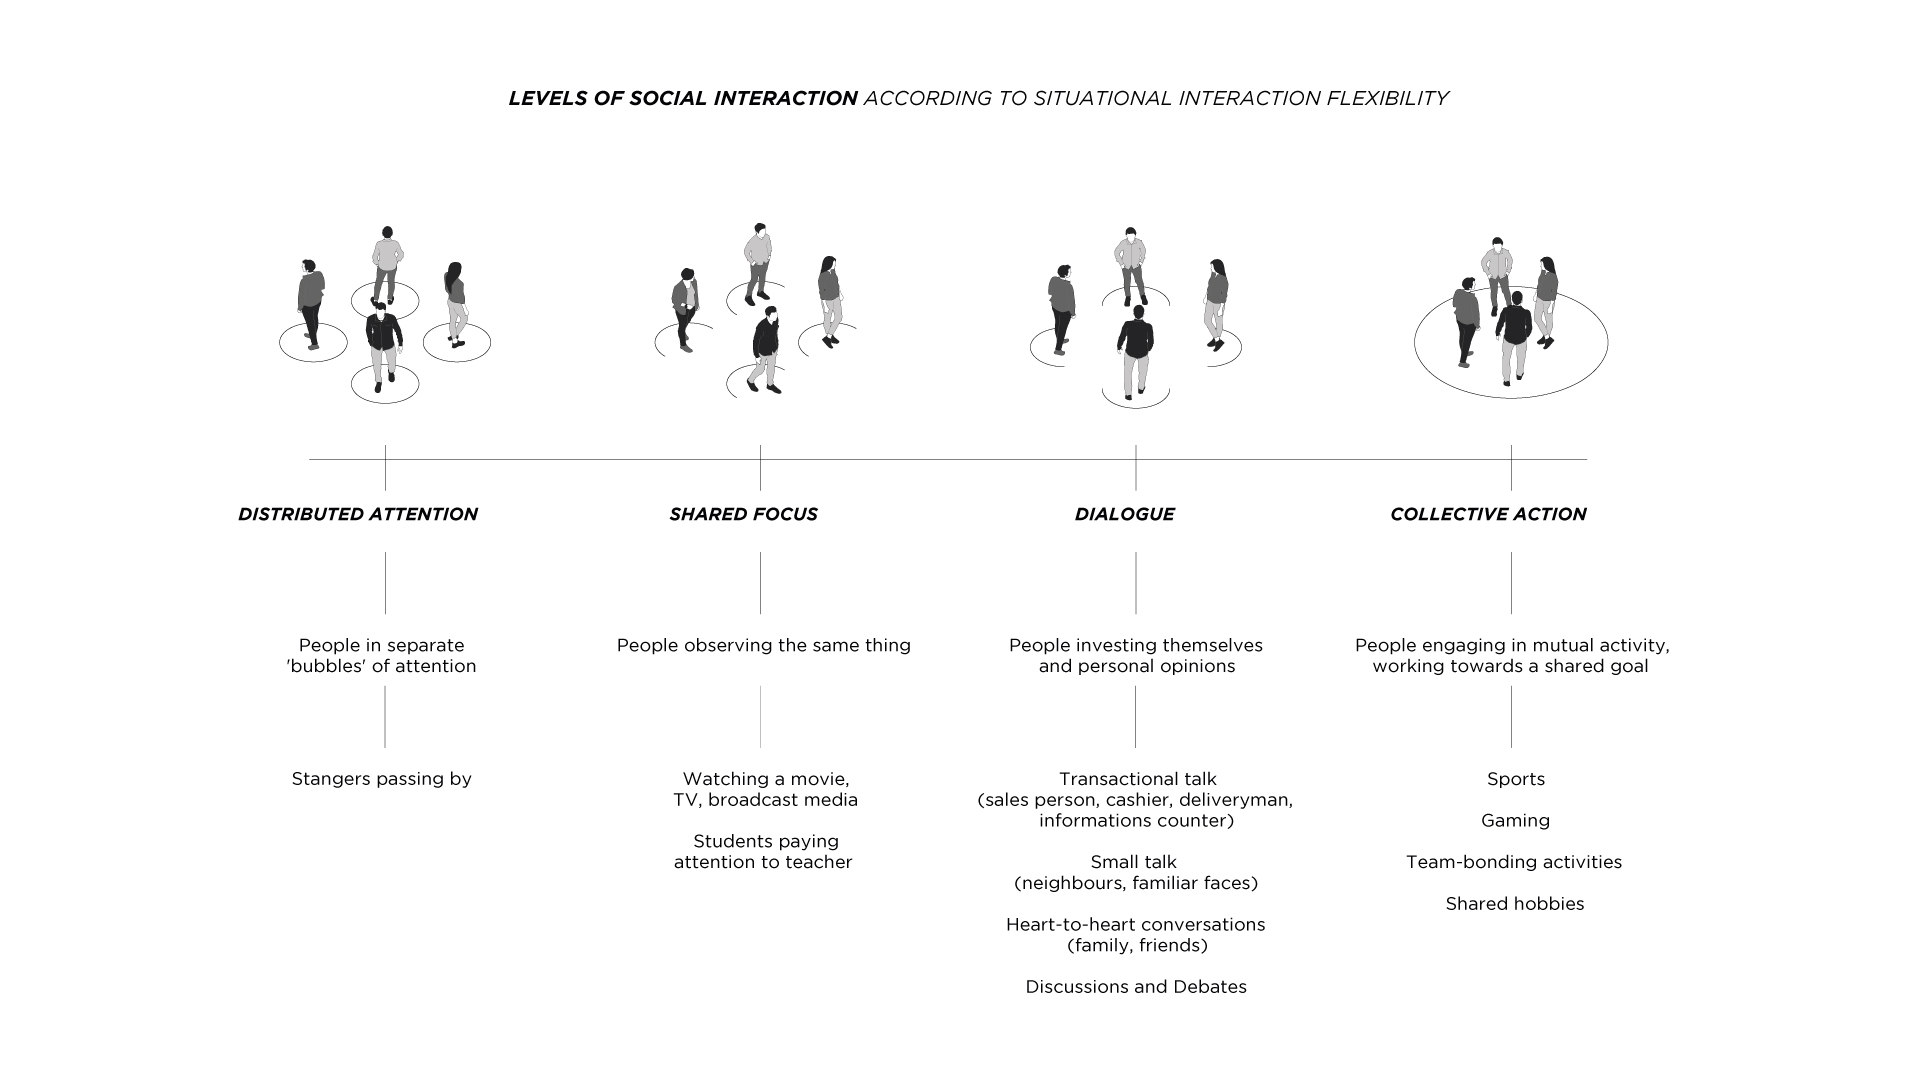 LEVELS OF SOCIAL INTERACTION ACCORDING TO SITUATIONAL INTERACTION FLEXIBILITY
DISTRIBUTED ATTENTION
People in separate
'bubbles' of attention
Stangers passing by
SHARED FOCUS
People observing the same thing
Watching a movie,
TV, broadcast media
Students paying
attention to teacher
DIALOGUE
People investing themselves
and personal opinions
Transactional talk
(sales person, cashier, deliveryman,
informations counter)
Small talk
(neighbours, familiar faces)
Heart-to-heart conversations
(family, friends)
Discussions and Debates
COLLECTIVE ACTION
People engaging in mutual activity,
working towards a shared goal
Sports
Gaming
Team-bonding activities
Shared hobbies